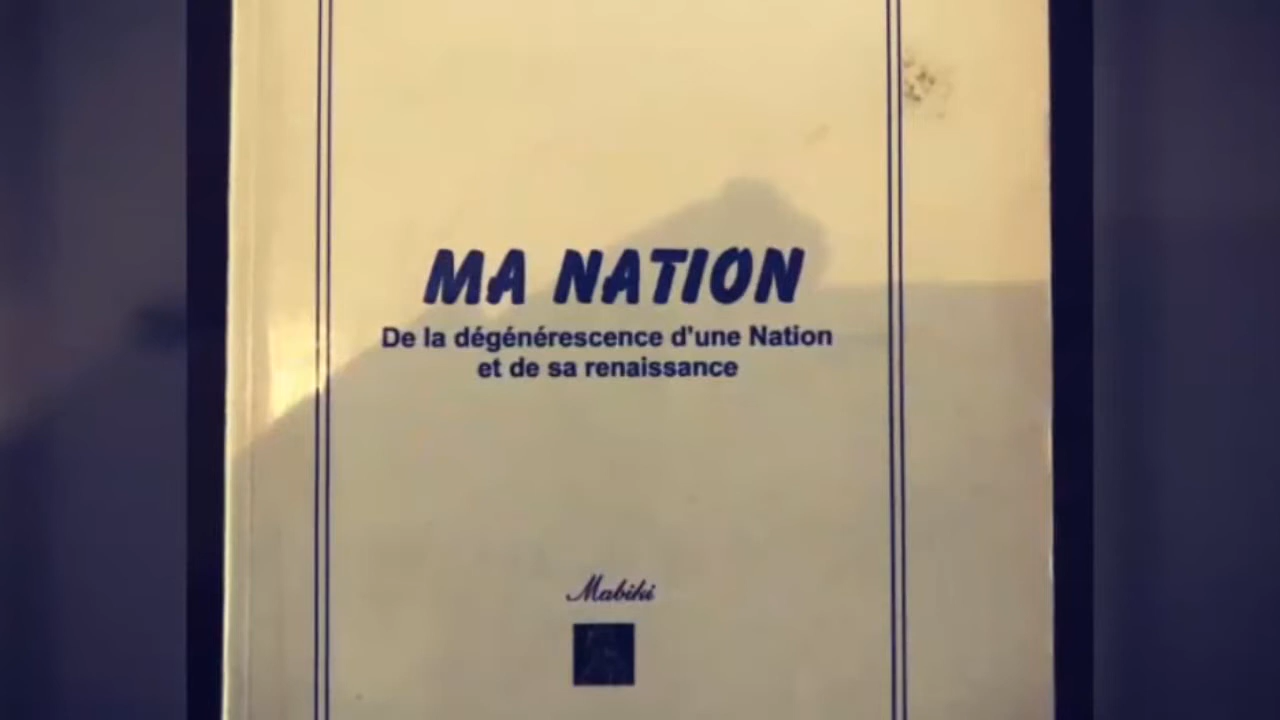 MA NATION
De la dégénérescence d'une Nation
et de sa renaissance
Mabiki